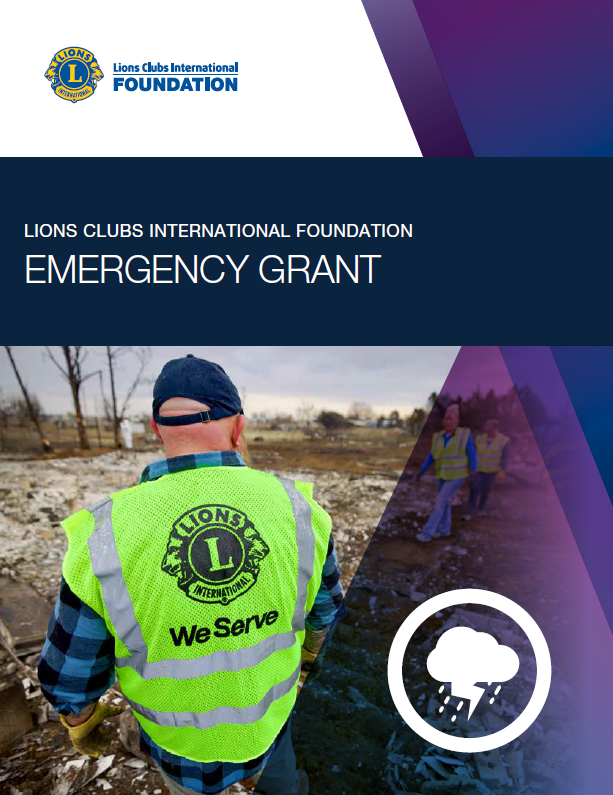 LIONS
L
INTERNATIONAL
Lions Clubs International
FOUNDATION
LIONS CLUBS INTERNATIONAL FOUNDATION
EMERGENCY GRANT
LIONS
L
INTERNATIONAL
We Serve